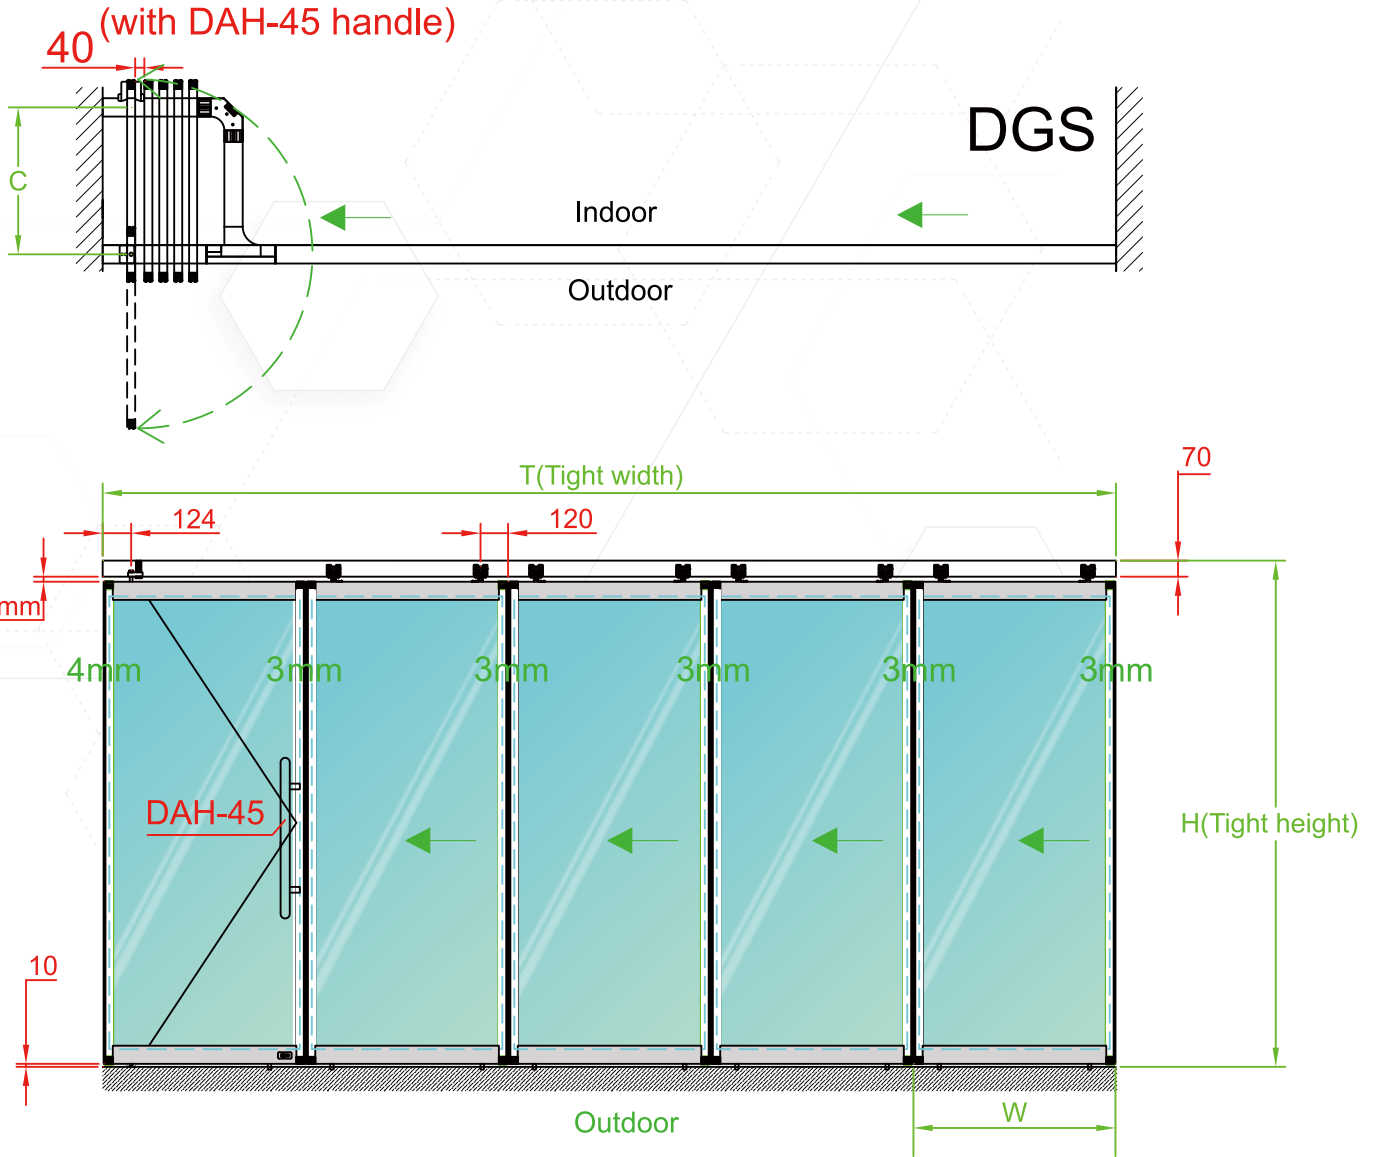 (with DAH-45 handle)
40
DGS
C
Indoor
Outdoor
T(Tight width)
70
124
120
mm
4mm
3mm
3mm
3mm
3mm
3mm
DAH-45
H(Tight height)
10
W
Outdoor